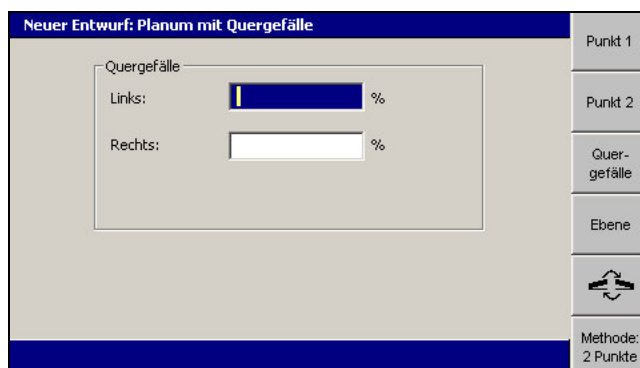 Neuer Entwurf: Planum mit Quergefälle
Quergefälle
Links:
%
Rechts:
%
Punkt 1
Punkt 2
Quer-
gefälle
Ebene
Methode:
2 Punkte